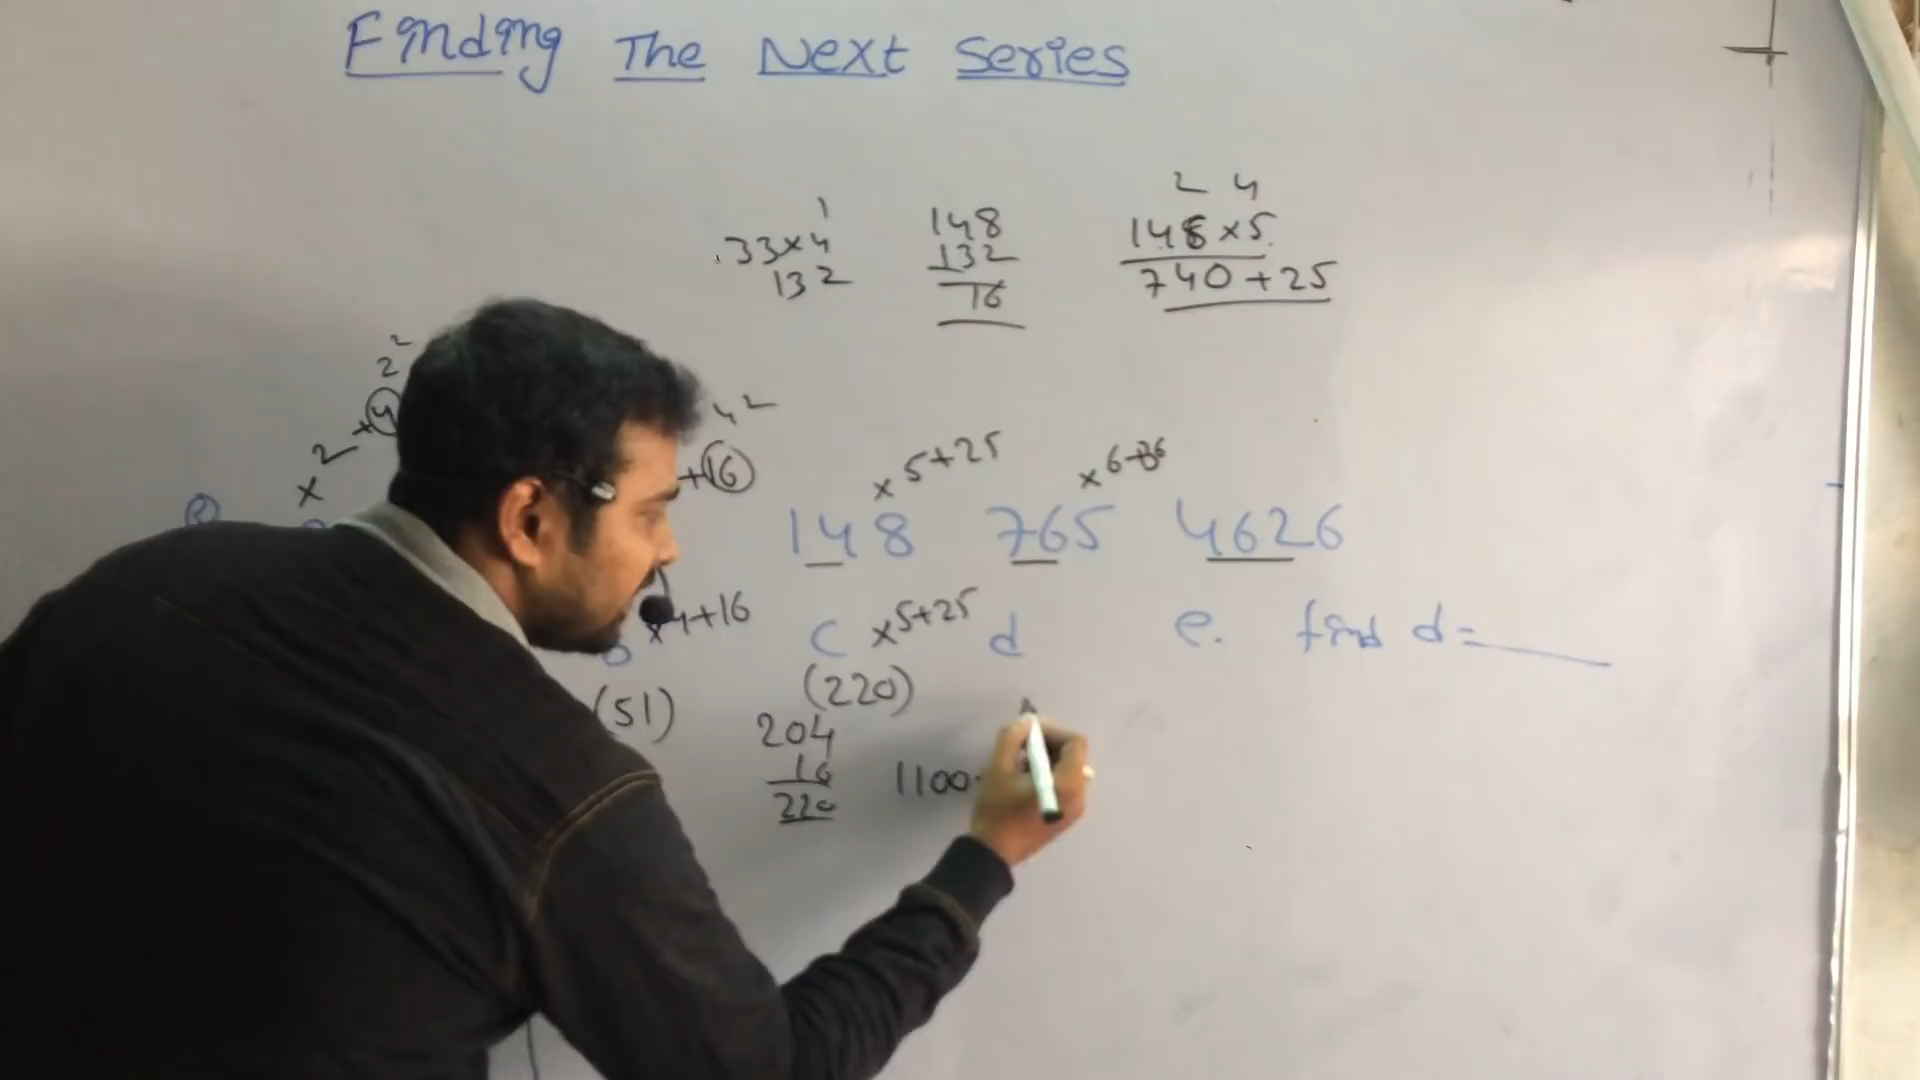 Finding The Next Series
1 2 4
.33×4 148 148×5
132 132 740+25
16
2²
4²
×2+4 +16 ×5+25 ×6+36
148 765 4626
×4+16 c ×5+25 d e. find d=
(51) (220)
204
16 1100
220